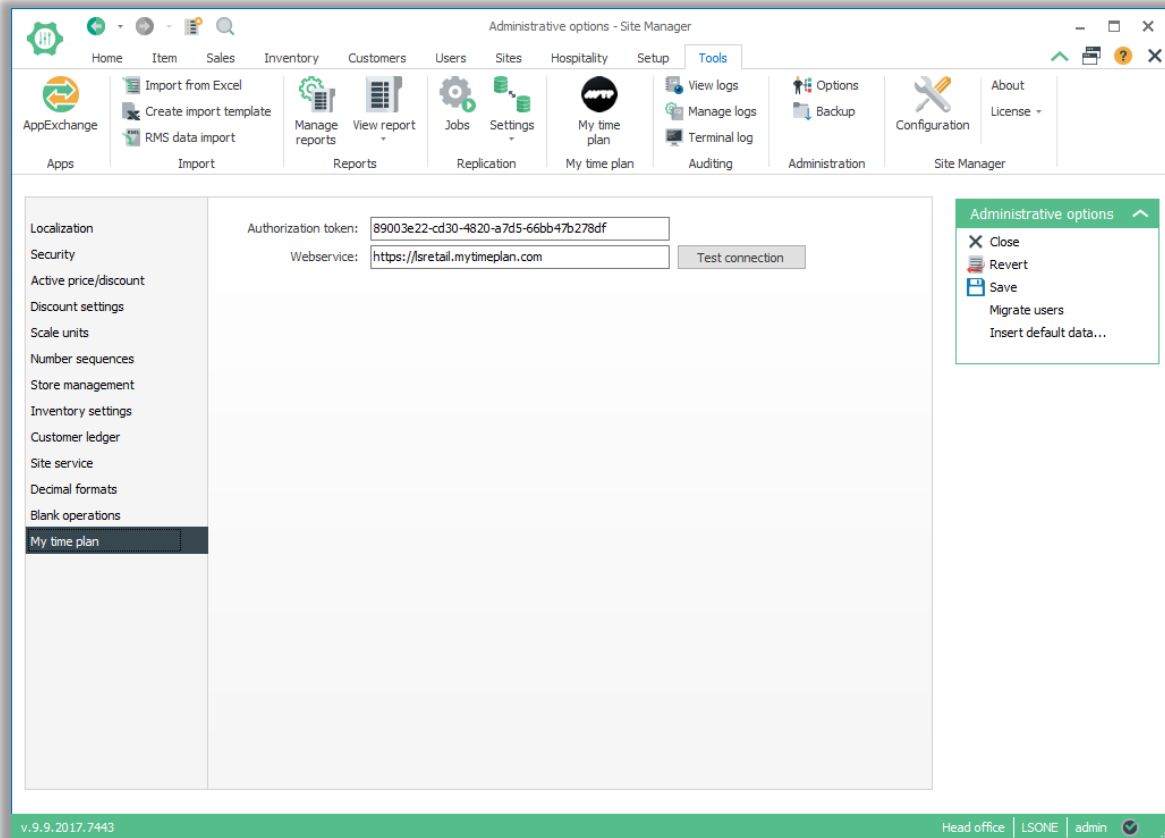 Administrative options - Site Manager
Home Item Sales Inventory Customers Users Sites Hospitality Setup Tools
?
AppExchange
Apps
Import from Excel
Create import template
RMS data import
Import
Manage reports
View report
Reports
Jobs
Settings
Replication
My time plan
My time plan
View logs
Manage logs
Terminal log
Auditing
Options
Backup
Administration
Configuration
About
License
Site Manager
Localization
Security
Active price/discount
Discount settings
Scale units
Number sequences
Store management
Inventory settings
Customer ledger
Site service
Decimal formats
Blank operations
My time plan
Authorization token: 89003e22-cd30-4820-a7d5-66bb47b278df
Webservice: https://lsretail.mytimeplan.com Test connection
Administrative options
Close
Revert
Save
Migrate users
Insert default data...
v.9.9.2017.7443
Head office LSONE admin